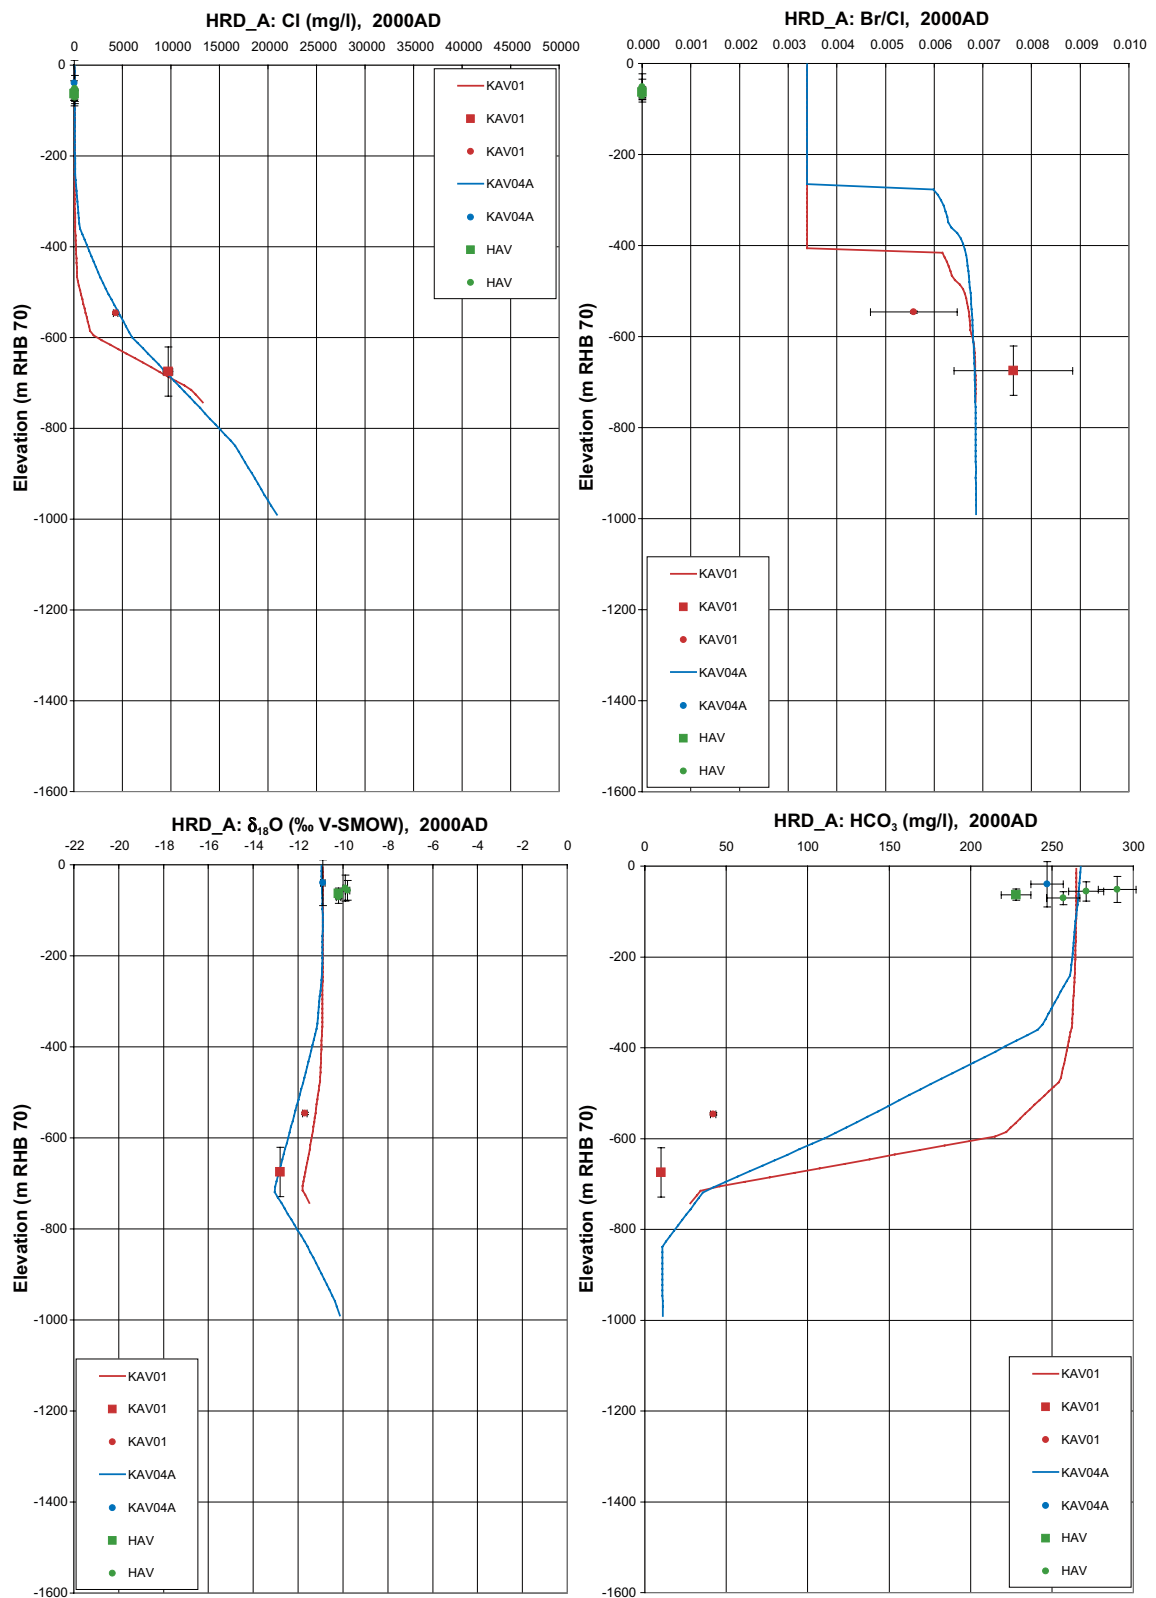 HRD_A: Cl (mg/l), 2000AD
0 5000 10000 15000 20000 25000 30000 35000 40000 45000 50000
0
-200
-400
-600
-800
-1000
-1200
-1400
-1600
Elevation (m RHB 70)
KAV01
KAV01
KAV01
KAV04A
KAV04A
HAV
HAV
HRD_A: Br/Cl, 2000AD
0.000 0.001 0.002 0.003 0.004 0.005 0.006 0.007 0.008 0.009 0.010
0
-200
-400
-600
-800
-1000
-1200
-1400
-1600
Elevation (m RHB 70)
KAV01
KAV01
KAV01
KAV04A
KAV04A
HAV
HAV
HRD_A: δ₁₈O (‰ V-SMOW), 2000AD
-22 -20 -18 -16 -14 -12 -10 -8 -6 -4 -2 0
0
-200
-400
-600
-800
-1000
-1200
-1400
-1600
Elevation (m RHB 70)
KAV01
KAV01
KAV01
KAV04A
KAV04A
HAV
HAV
HRD_A: HCO₃ (mg/l), 2000AD
0 50 100 150 200 250 300
0
-200
-400
-600
-800
-1000
-1200
-1400
-1600
Elevation (m RHB 70)
KAV01
KAV01
KAV01
KAV04A
KAV04A
HAV
HAV